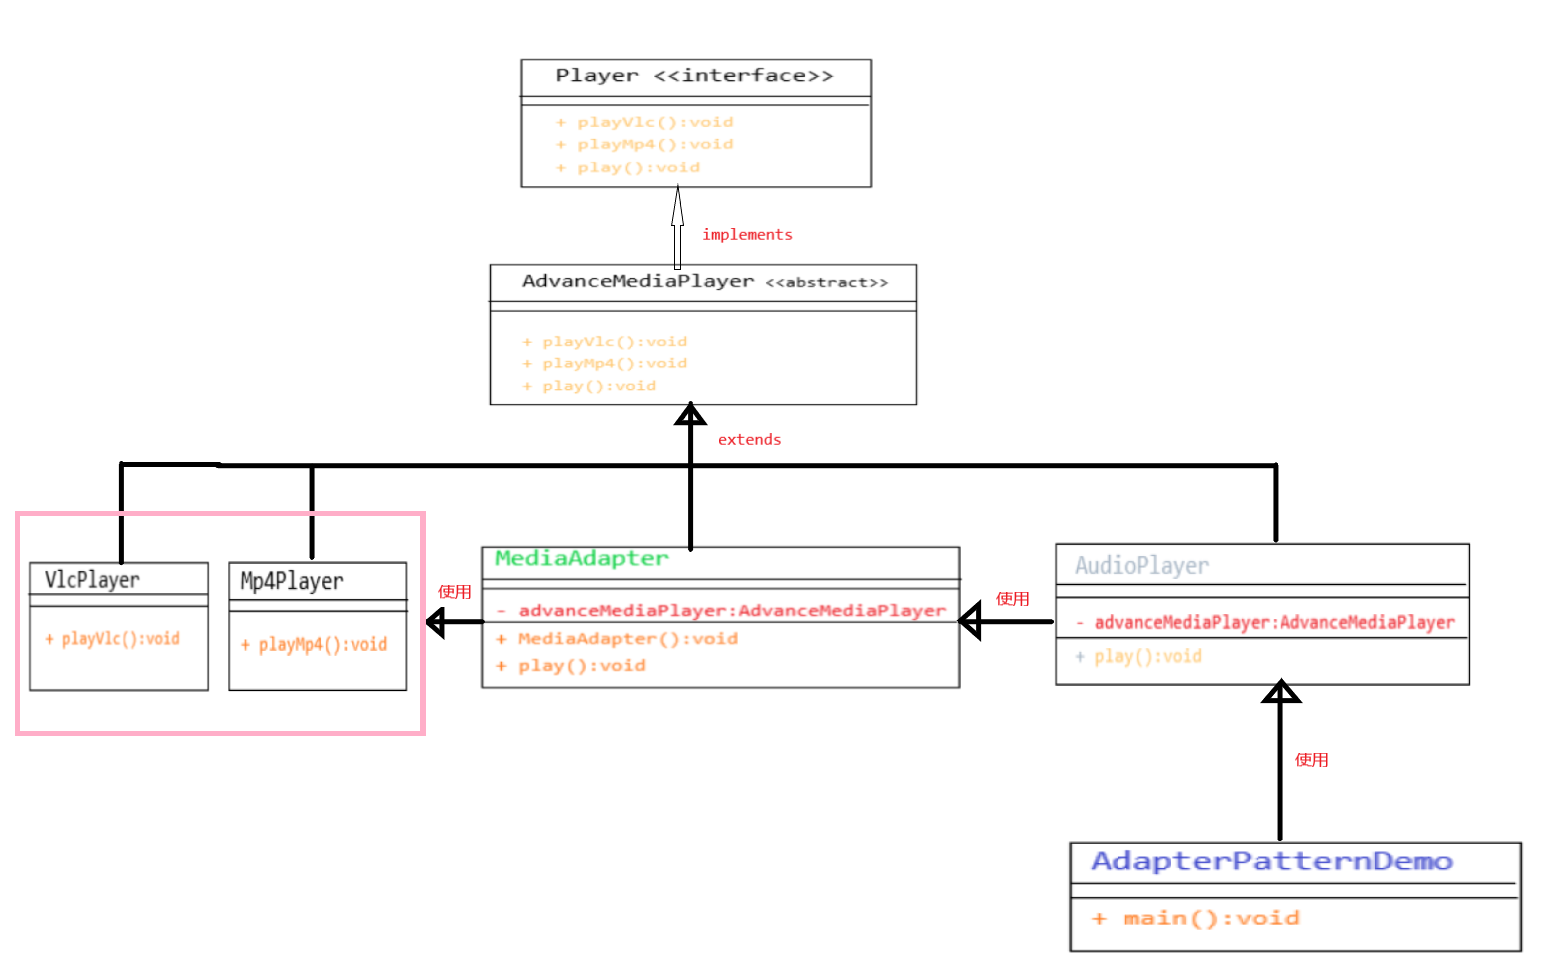 Player <<interface>>
+ playVlc():void
+ playMp4():void
+ play():void
implements
AdvanceMediaPlayer <<abstract>>
+ playVlc():void
+ playMp4():void
+ play():void
extends
VlcPlayer
+ playVlc():void
Mp4Player
+ playMp4():void
使用
MediaAdapter
- advanceMediaPlayer:AdvanceMediaPlayer
+ MediaAdapter():void
+ play():void
使用
AudioPlayer
- advanceMediaPlayer:AdvanceMediaPlayer
+ play():void
使用
AdapterPatternDemo
+ main():void